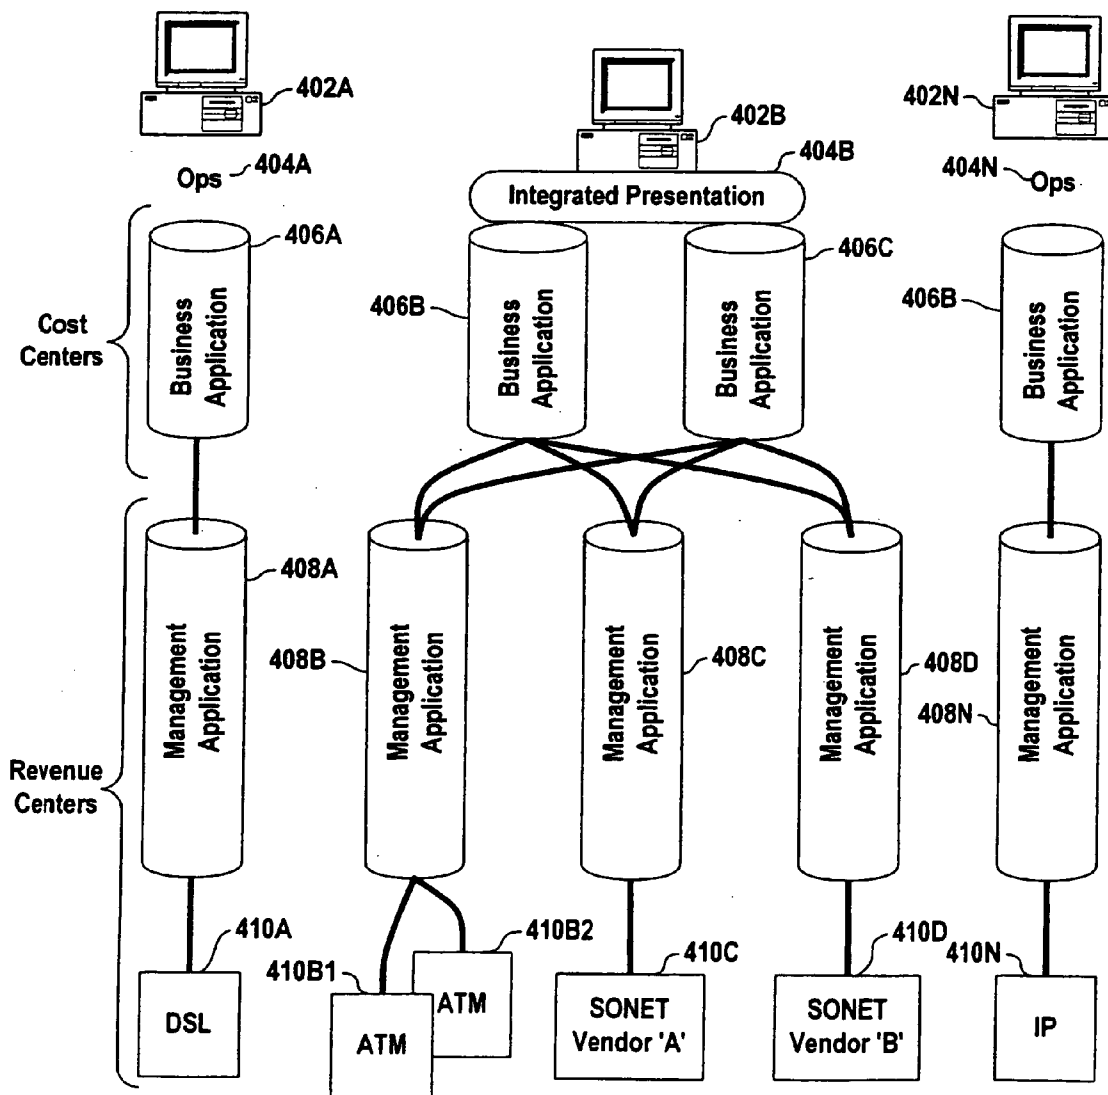 402A
402B
402N
404A
Ops
404B
Integrated Presentation
404N
Ops
Cost
Centers
406A
Business
Application
406B
Business
Application
406C
Business
Application
406B
Business
Application
Revenue
Centers
408A
Management
Application
408B
Management
Application
408C
Management
Application
408D
Management
Application
408N
Management
Application
410A
DSL
410B1
ATM
410B2
ATM
410C
SONET
Vendor 'A'
410D
SONET
Vendor 'B'
410N
IP